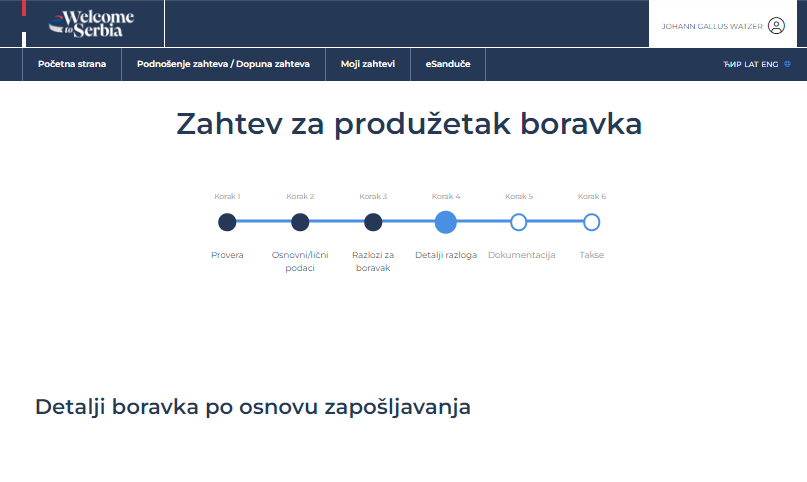 Welcome
to Serbia
JOHANN GALLUS WATZER
Početna strana
Podnošenje zahteva / Dopuna zahteva
Moji zahtevi
eSanduče
ЋИР LAT ENG
Zahtev za produžetak boravka
Korak 1
Korak 2
Korak 3
Korak 4
Korak 5
Korak 6
Provera
Osnovni/lični
podaci
Razlozi za
boravak
Detalji razloga
Dokumentacija
Takse
Detalji boravka po osnovu zapošljavanja